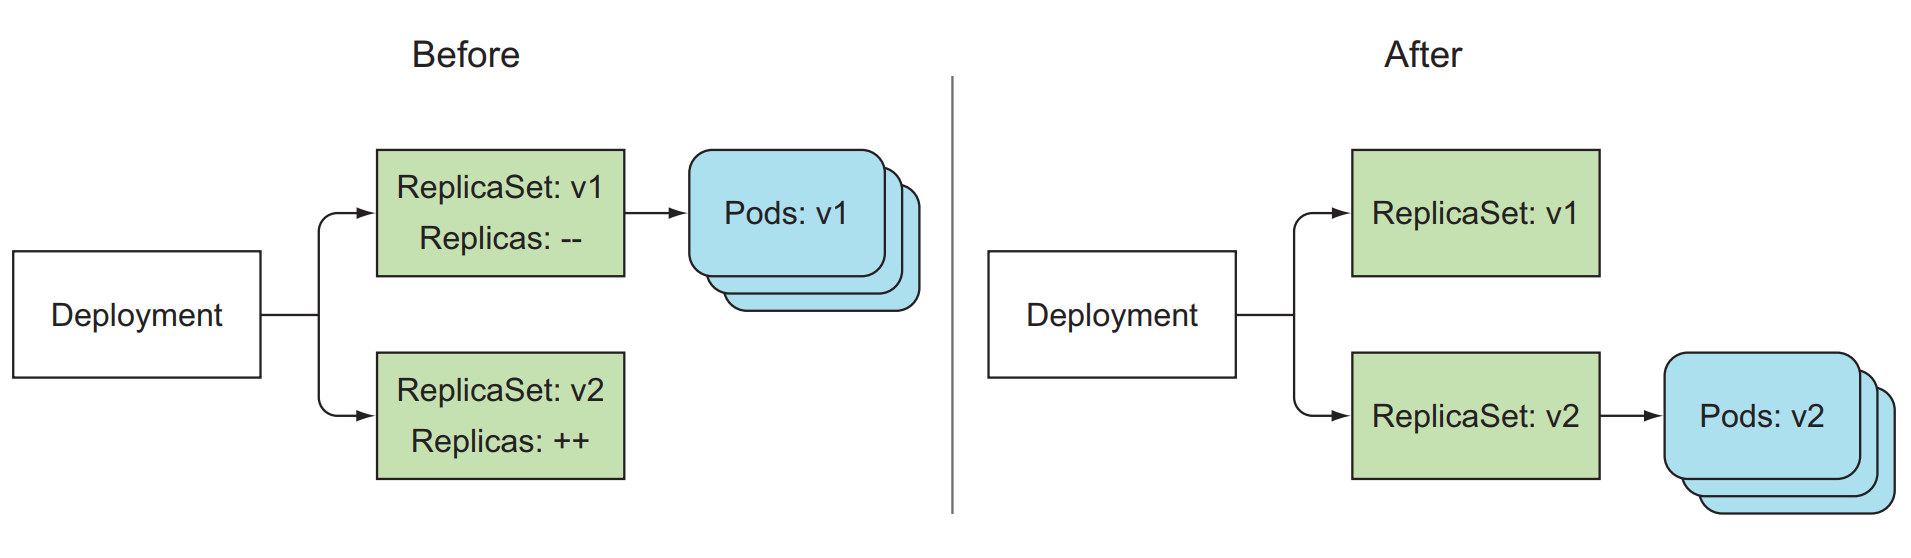 Before
ReplicaSet: v1
Replicas: --
Pods: v1
Deployment
ReplicaSet: v2
Replicas: ++
After
ReplicaSet: v1
Deployment
ReplicaSet: v2
Pods: v2